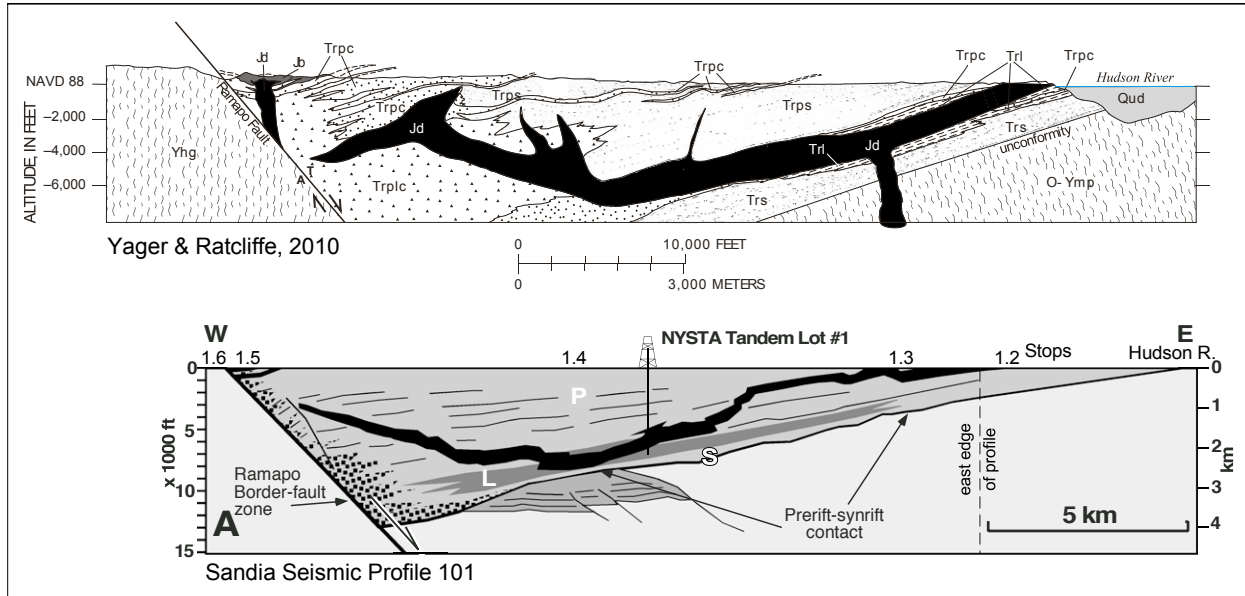 Jd
Jb
Trpc
Trpc
Trpc
Trl
Trpc
Hudson River
NAVD 88
Qud
–2,000
–4,000
–6,000
ALTITUDE, IN FEET
Ramapo Fault
Yhg
Trpc
Jd
Trps
Trps
Trs
unconformity
Trl
Jd
T
A
Trplc
Trs
O- Ymp
Yager & Ratcliffe, 2010
0 10,000 FEET
0 3,000 METERS
W
NYSTA Tandem Lot #1
E
1.6 1.5 1.4 1.3 1.2 Stops Hudson R.
0
5
10
15
x 1000 ft
P
L
S
Ramapo
Border-fault
zone
A
Prerift-synrift
contact
east edge
of profile
5 km
0
1
2
3
4
km
Sandia Seismic Profile 101